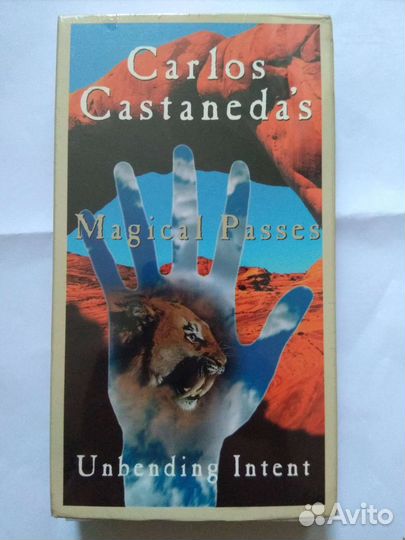 Carlos
Castaneda's
Magical Passes
Unbending Intent
Avito